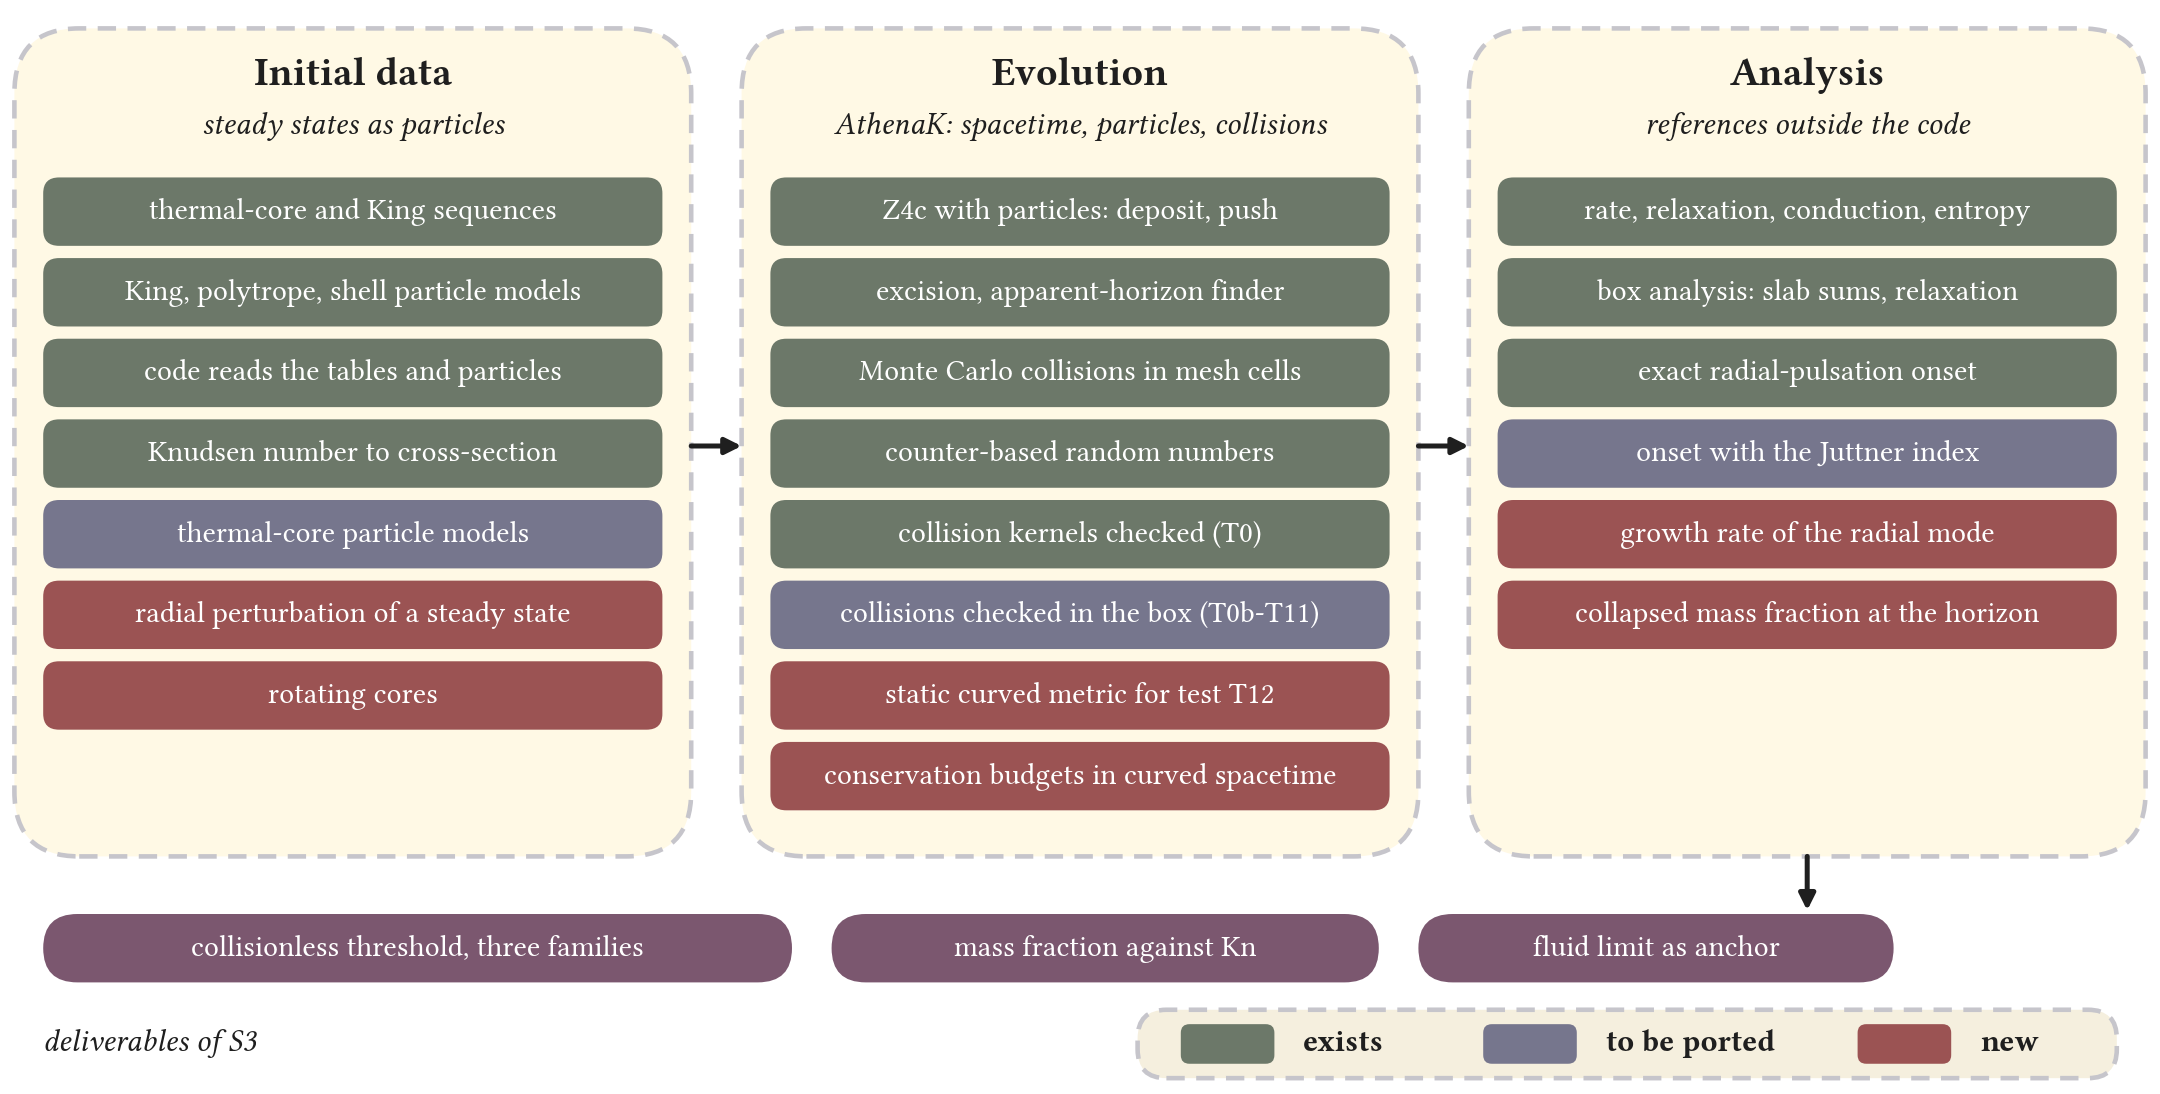 Initial data
steady states as particles
thermal-core and King sequences
King, polytrope, shell particle models
code reads the tables and particles
Knudsen number to cross-section
thermal-core particle models
radial perturbation of a steady state
rotating cores
Evolution
AthenaK: spacetime, particles, collisions
Z4c with particles: deposit, push
excision, apparent-horizon finder
Monte Carlo collisions in mesh cells
counter-based random numbers
collision kernels checked (T0)
collisions checked in the box (T0b-T11)
static curved metric for test T12
conservation budgets in curved spacetime
Analysis
references outside the code
rate, relaxation, conduction, entropy
box analysis: slab sums, relaxation
exact radial-pulsation onset
onset with the Juttner index
growth rate of the radial mode
collapsed mass fraction at the horizon
collisionless threshold, three families
mass fraction against Kn
fluid limit as anchor
deliverables of S3
exists
to be ported
new